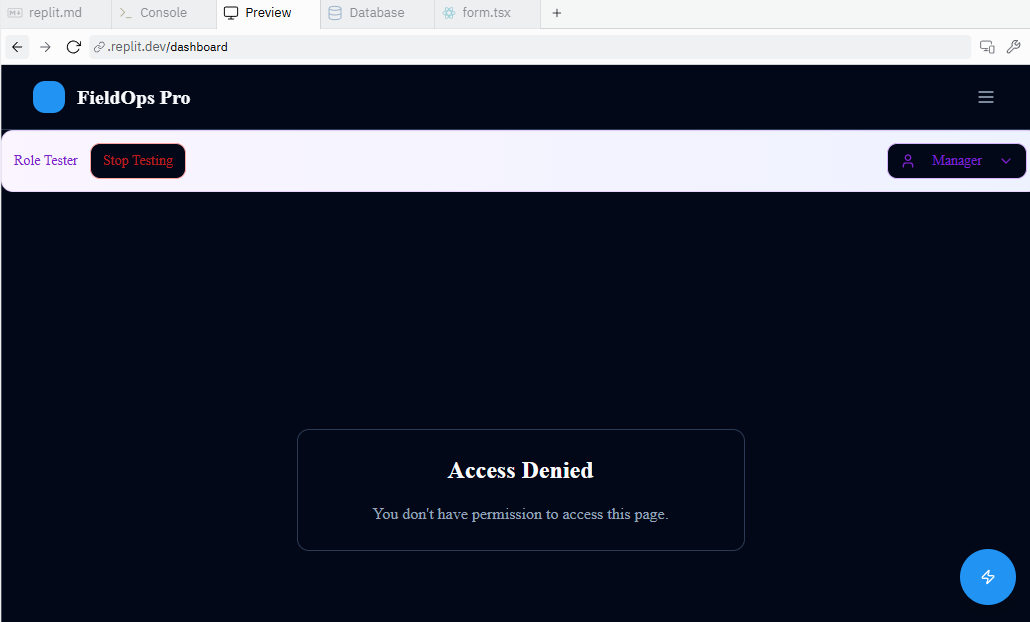 replit.md
Console
Preview
Database
form.tsx
.replit.dev/dashboard
FieldOps Pro
Role Tester
Stop Testing
Manager
Access Denied
You don't have permission to access this page.